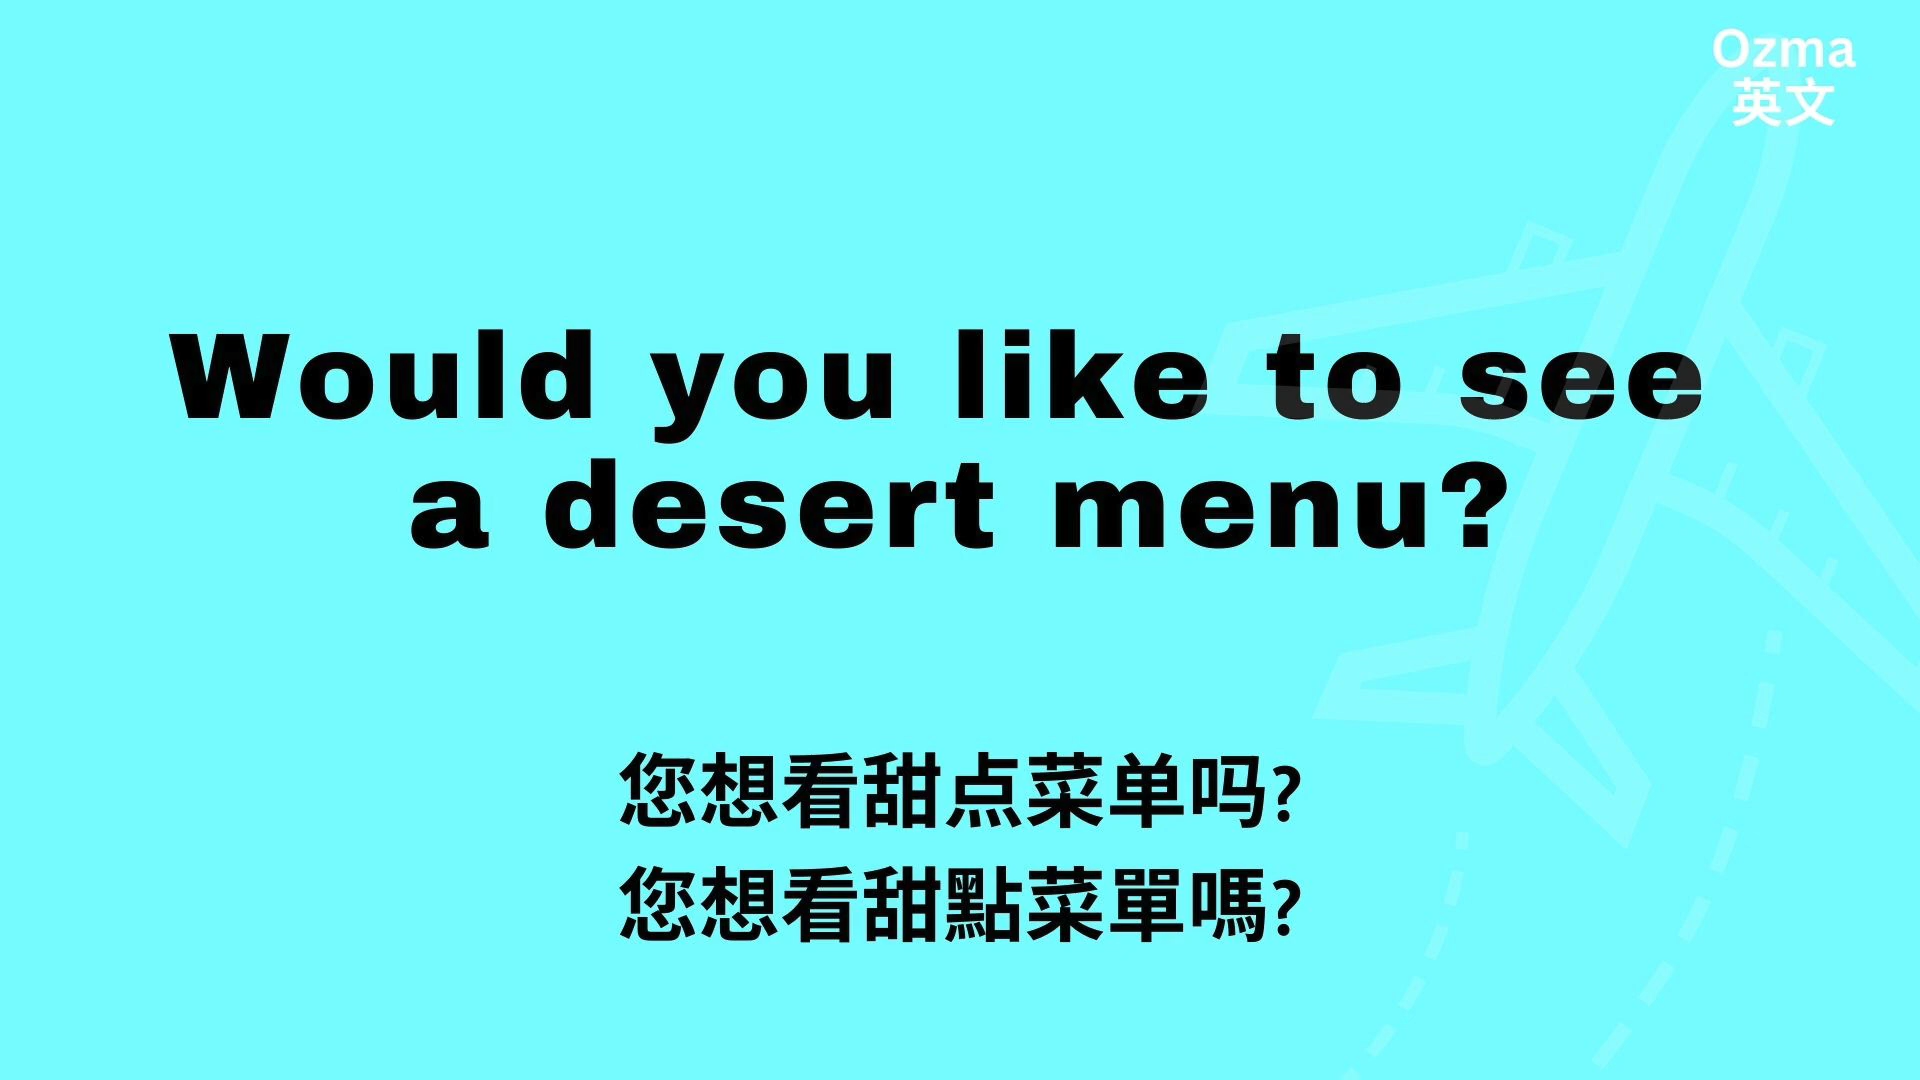 Ozma
英文
Would you like to see
a desert menu?
您想看甜点菜单吗?
您想看甜點菜單嗎?